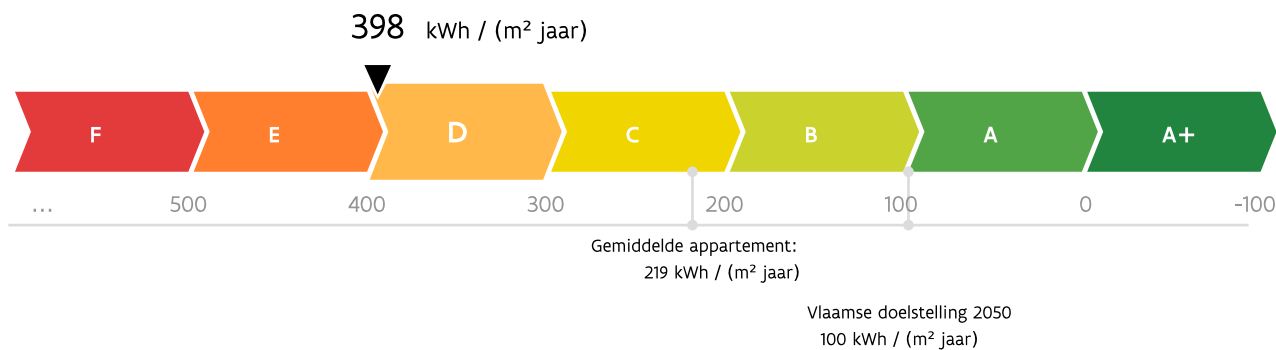 398 kWh / (m² jaar)
F E D C B A A+
... 500 400 300 200 100 0 -100
Gemiddelde appartement:
219 kWh / (m² jaar)
Vlaamse doelstelling 2050
100 kWh / (m² jaar)